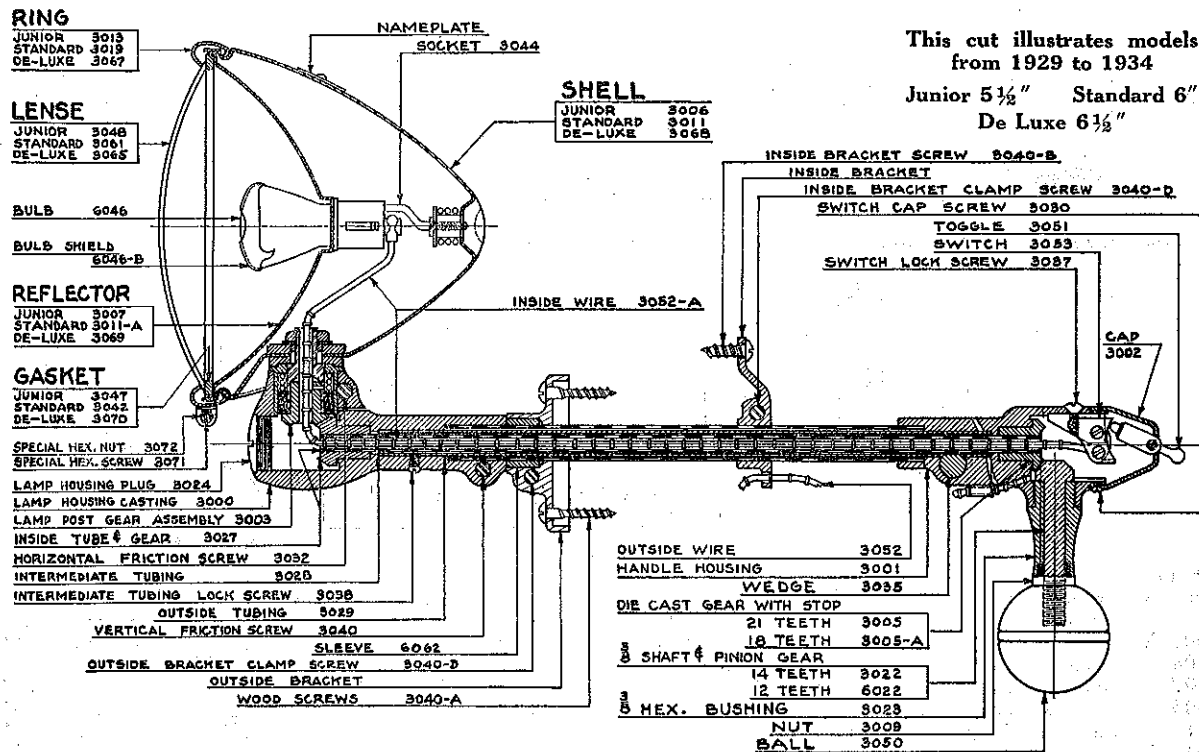 RING
JUNIOR 3013
STANDARD 3019
DE-LUXE 3067
LENSE
JUNIOR 3048
STANDARD 3061
DE-LUXE 3065
BULB 6046
BULB SHIELD
6046-B
REFLECTOR
JUNIOR 3007
STANDARD 3011-A
DE-LUXE 3069
GASKET
JUNIOR 3047
STANDARD 3042
DE-LUXE 3070
SPECIAL HEX. NUT 3072
SPECIAL HEX. SCREW 3071
LAMP HOUSING PLUG 3024
LAMP HOUSING CASTING 3000
LAMP POST GEAR ASSEMBLY 3003
INSIDE TUBE & GEAR 3027
HORIZONTAL FRICTION SCREW 3032
INTERMEDIATE TUBING 3028
INTERMEDIATE TUBING LOCK SCREW 3038
OUTSIDE TUBING 3029
VERTICAL FRICTION SCREW 3040
SLEEVE 6062
OUTSIDE BRACKET CLAMP SCREW 3040-D
OUTSIDE BRACKET
WOOD SCREWS 3040-A
NAMEPLATE
SOCKET 3044
SHELL
JUNIOR 3006
STANDARD 3011
DE-LUXE 3068
INSIDE WIRE 3052-A
This cut illustrates models
from 1929 to 1934
Junior 5½" Standard 6"
De Luxe 6½"
INSIDE BRACKET SCREW 3040-B
INSIDE BRACKET
INSIDE BRACKET CLAMP SCREW 3040-D
SWITCH CAP SCREW 3030
TOGGLE 3051
SWITCH 3053
SWITCH LOCK SCREW 3037
CAP
3002
OUTSIDE WIRE 3052
HANDLE HOUSING 3001
WEDGE 3035
DIE CAST GEAR WITH STOP
21 TEETH 3005
18 TEETH 3005-A
3/8 SHAFT & PINION GEAR
14 TEETH 3022
12 TEETH 6022
3/8 HEX. BUSHING 3023
NUT 3009
BALL 3050